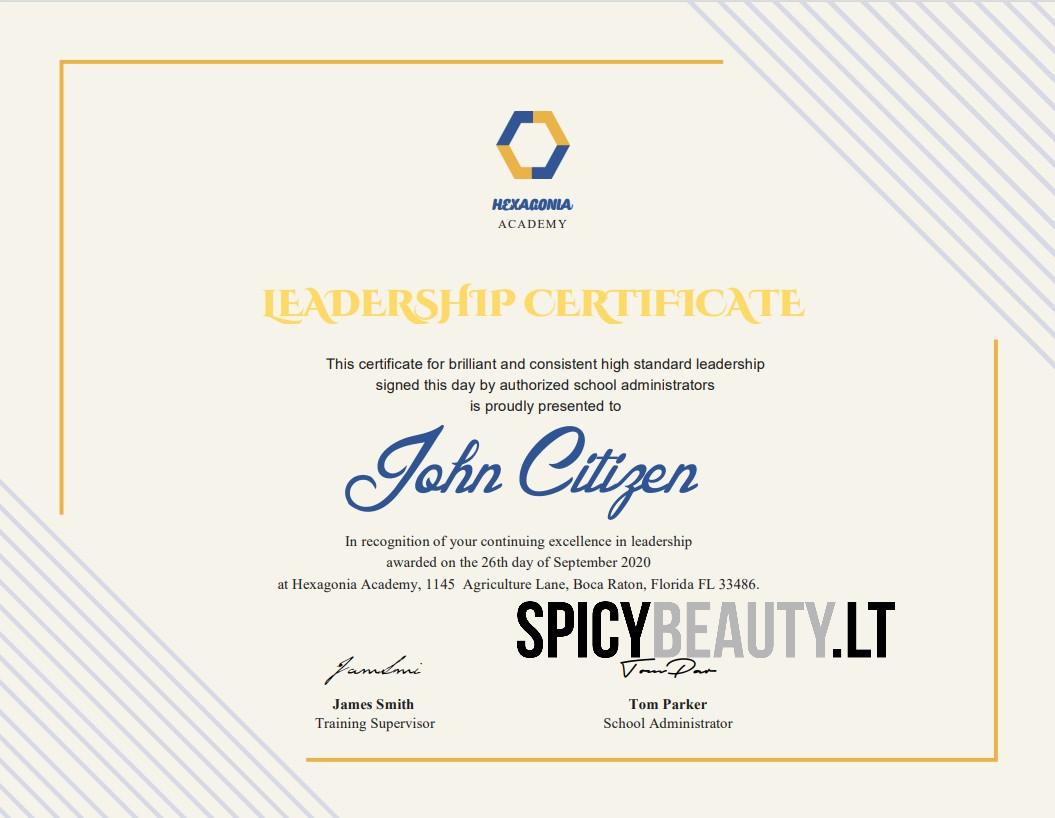 HEXAGONIA
ACADEMY
LEADERSHIP CERTIFICATE
This certificate for brilliant and consistent high standard leadership
signed this day by authorized school administrators
is proudly presented to
John Citizen
In recognition of your continuing excellence in leadership
awarded on the 26th day of September 2020
at Hexagonia Academy, 1145 Agriculture Lane, Boca Raton, Florida FL 33486.
SPICYBEAUTY.LT
JamSmi
Tom Par
James Smith
Tom Parker
Training Supervisor
School Administrator